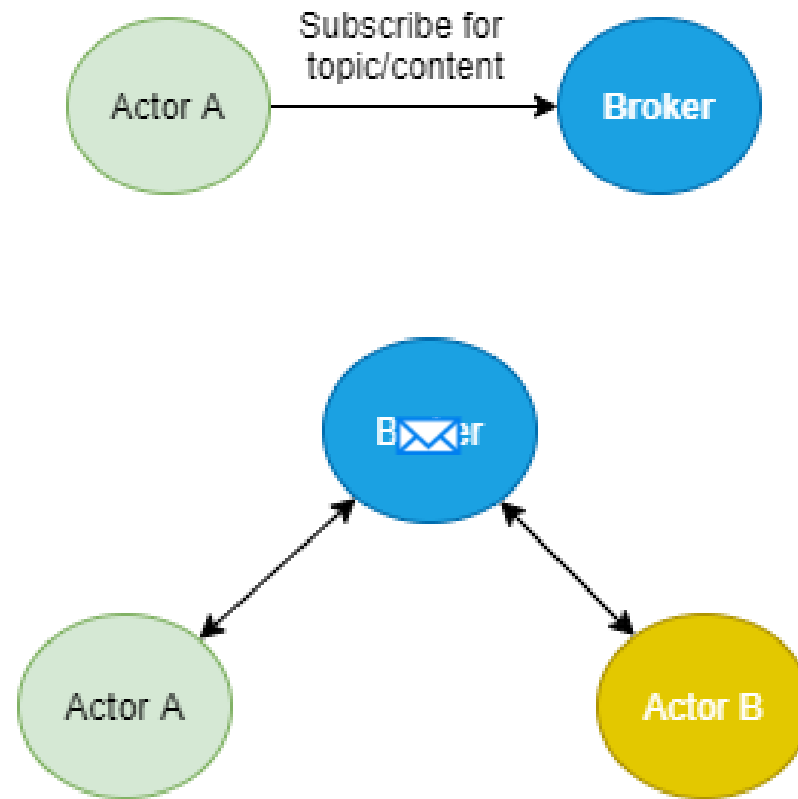 Subscribe for
topic/content
Actor A
Broker
Actor A
Actor B